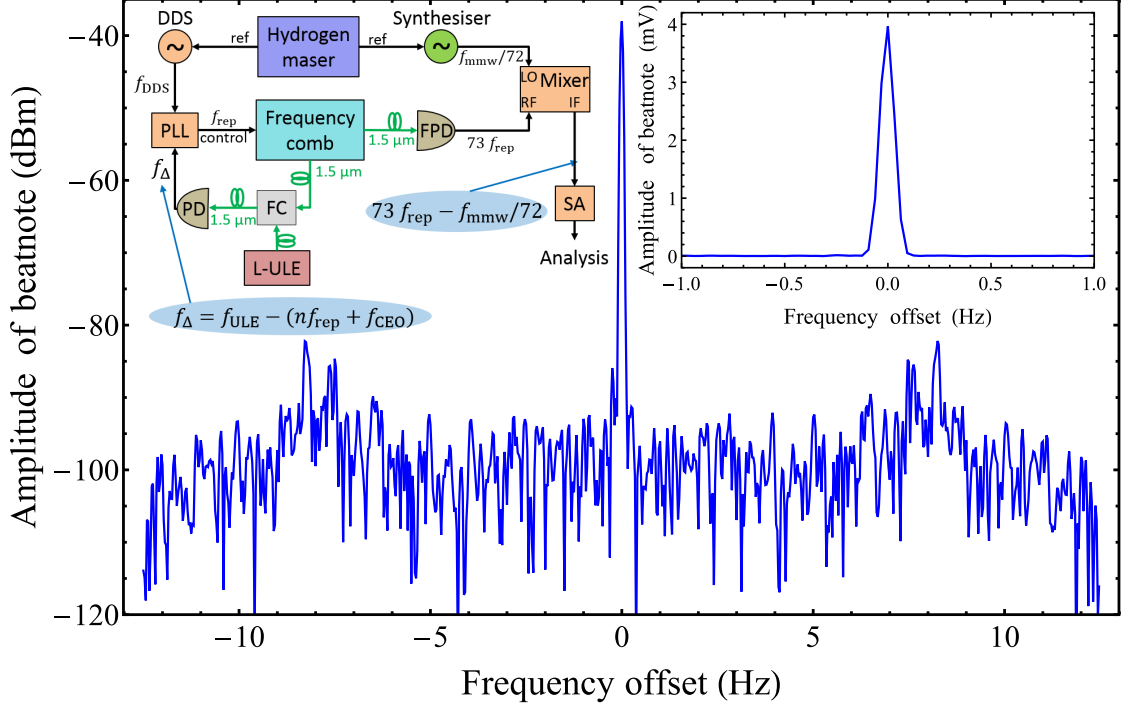 DDS
Synthesiser
~
ref
Hydrogen
maser
ref
~
f_mmw/72
f_DDS
LO
Mixer
RF
IF
PLL
f_rep
control
Frequency
comb
1.5 µm
FPD
73 f_rep
f_Δ
1.5 µm
PD
1.5 µm
FC
73 f_rep − f_mmw/72
SA
L-ULE
Analysis
f_Δ = f_ULE − (nf_rep + f_CEO)
Amplitude of beatnote (mV)
4
3
2
1
0
−1.0
−0.5
0.0
0.5
1.0
Frequency offset (Hz)
Amplitude of beatnote (dBm)
−40
−60
−80
−100
−120
−10
−5
0
5
10
Frequency offset (Hz)